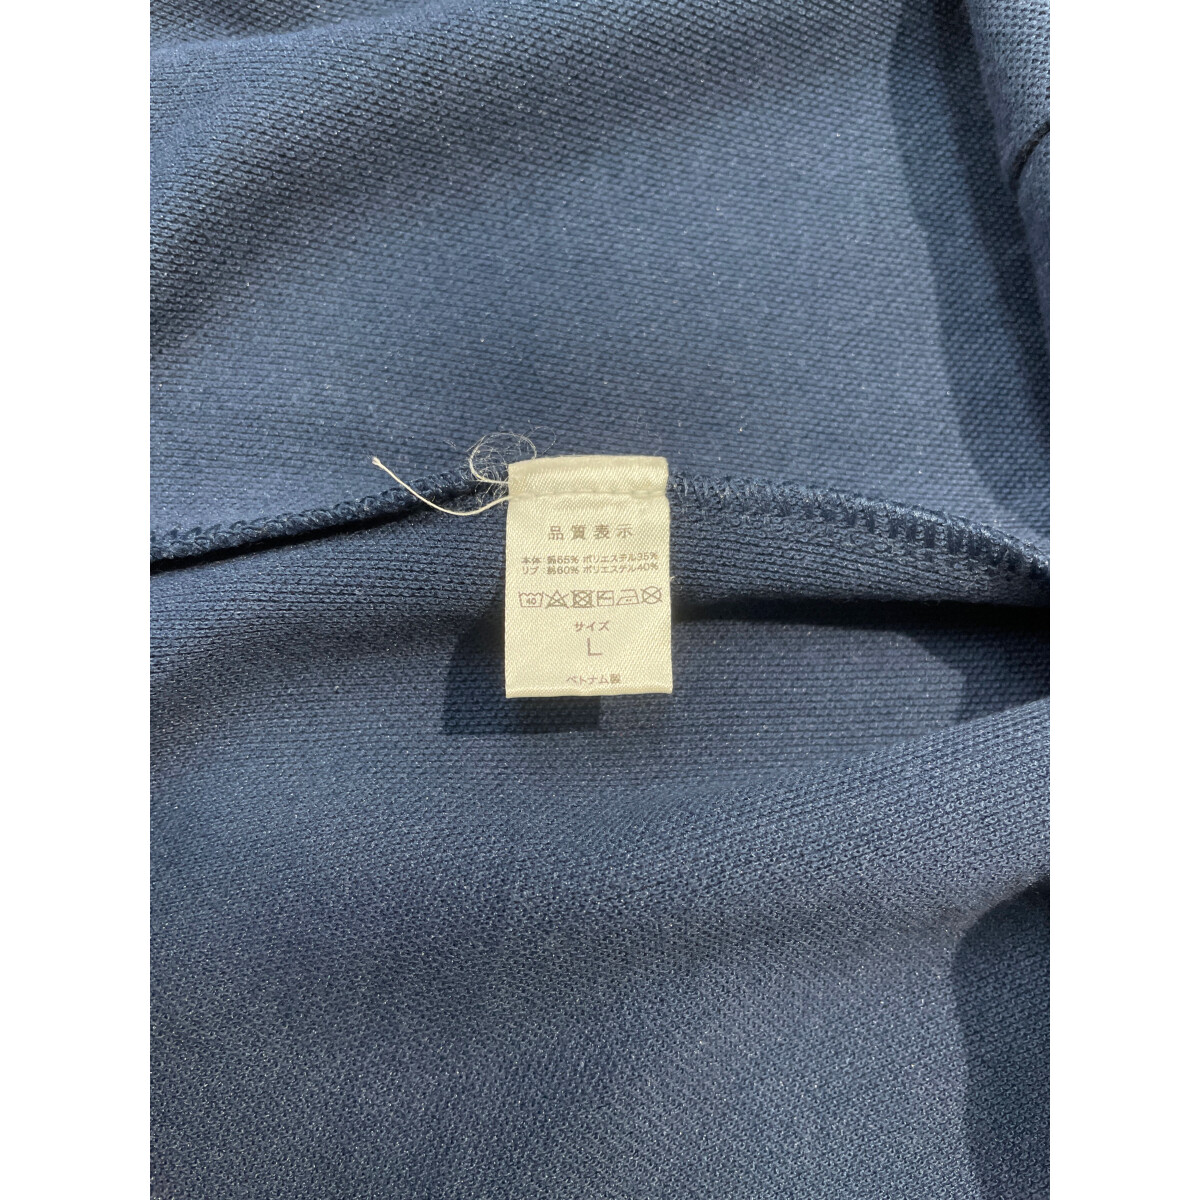 品質表示
本体 綿65% ポリエステル35%
リブ 綿60% ポリエステル40%
40
サイズ
L
ベトナム製